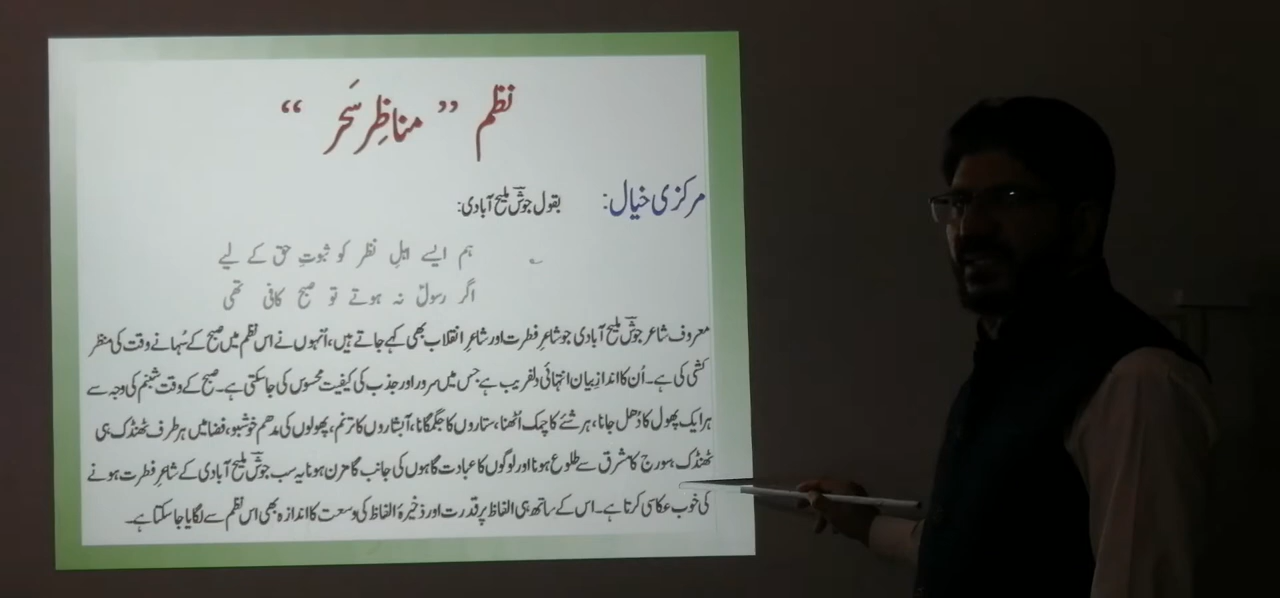 نظم ” مناظِر سَحَر “
مرکزی خیال: بقول جوشؔ ملیح آبادی:
ہم ایسے اہلِ نظر کو ثبوتِ حق کے لیے
اگر رسولؐ نہ ہوتے تو صبح کافی تھی
معروف شاعر جوشؔ ملیح آبادی جو شاعرِ فطرت اور شاعرِ انقلاب بھی کہے جاتے ہیں، اُنہوں نے اس نظم میں صبح کے سُہانے وقت کی منظر
کشی کی ہے۔ اُن کا اندازِ بیان انتہائی دلفریب ہے جس میں سرور اور جذب کی کیفیت محسوس کی جاسکتی ہے۔ صبح کے وقت شبنم کی وجہ سے
ہر ایک پھول کا دُھل جانا، ہر شئے کا چمک اُٹھنا، ستاروں کا جگمگانا، آبشاروں کا ترنم، پھولوں کی مدھم خوشبو، فضا میں ہر طرف ٹھنڈک ہی
ٹھنڈک، سورج کا مشرق سے طلوع ہونا اور لوگوں کا عبادت گاہوں کی جانب گامزن ہونا یہ سب جوشؔ ملیح آبادی کے شاعرِ فطرت ہونے
کی خوب عکاسی کرتا ہے۔ اس کے ساتھ ہی الفاظ پر قدرت اور ذخیرۂ الفاظ کی وسعت کا اندازہ بھی اس نظم سے لگایا جاسکتا ہے۔